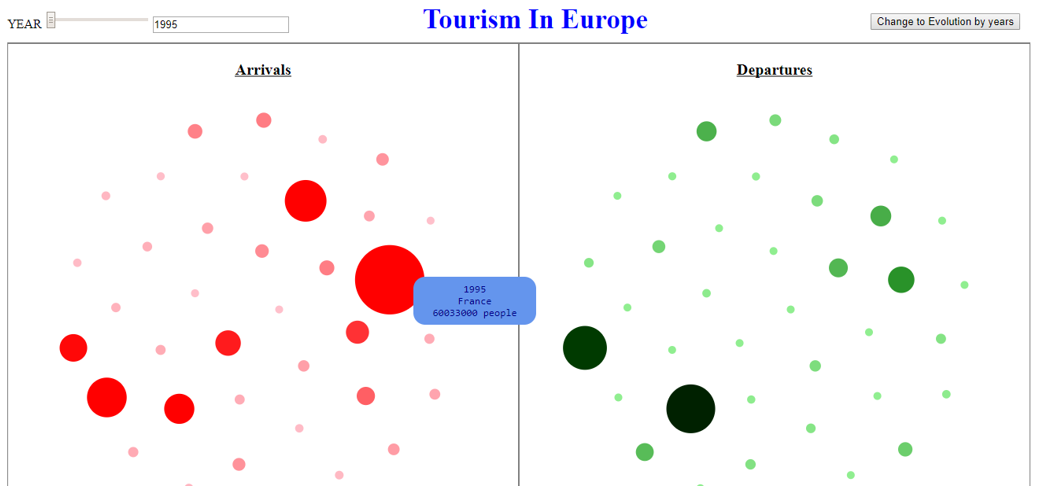 YEAR
1995
Tourism In Europe
Change to Evolution by years
Arrivals
Departures
1995
France
60033000 people